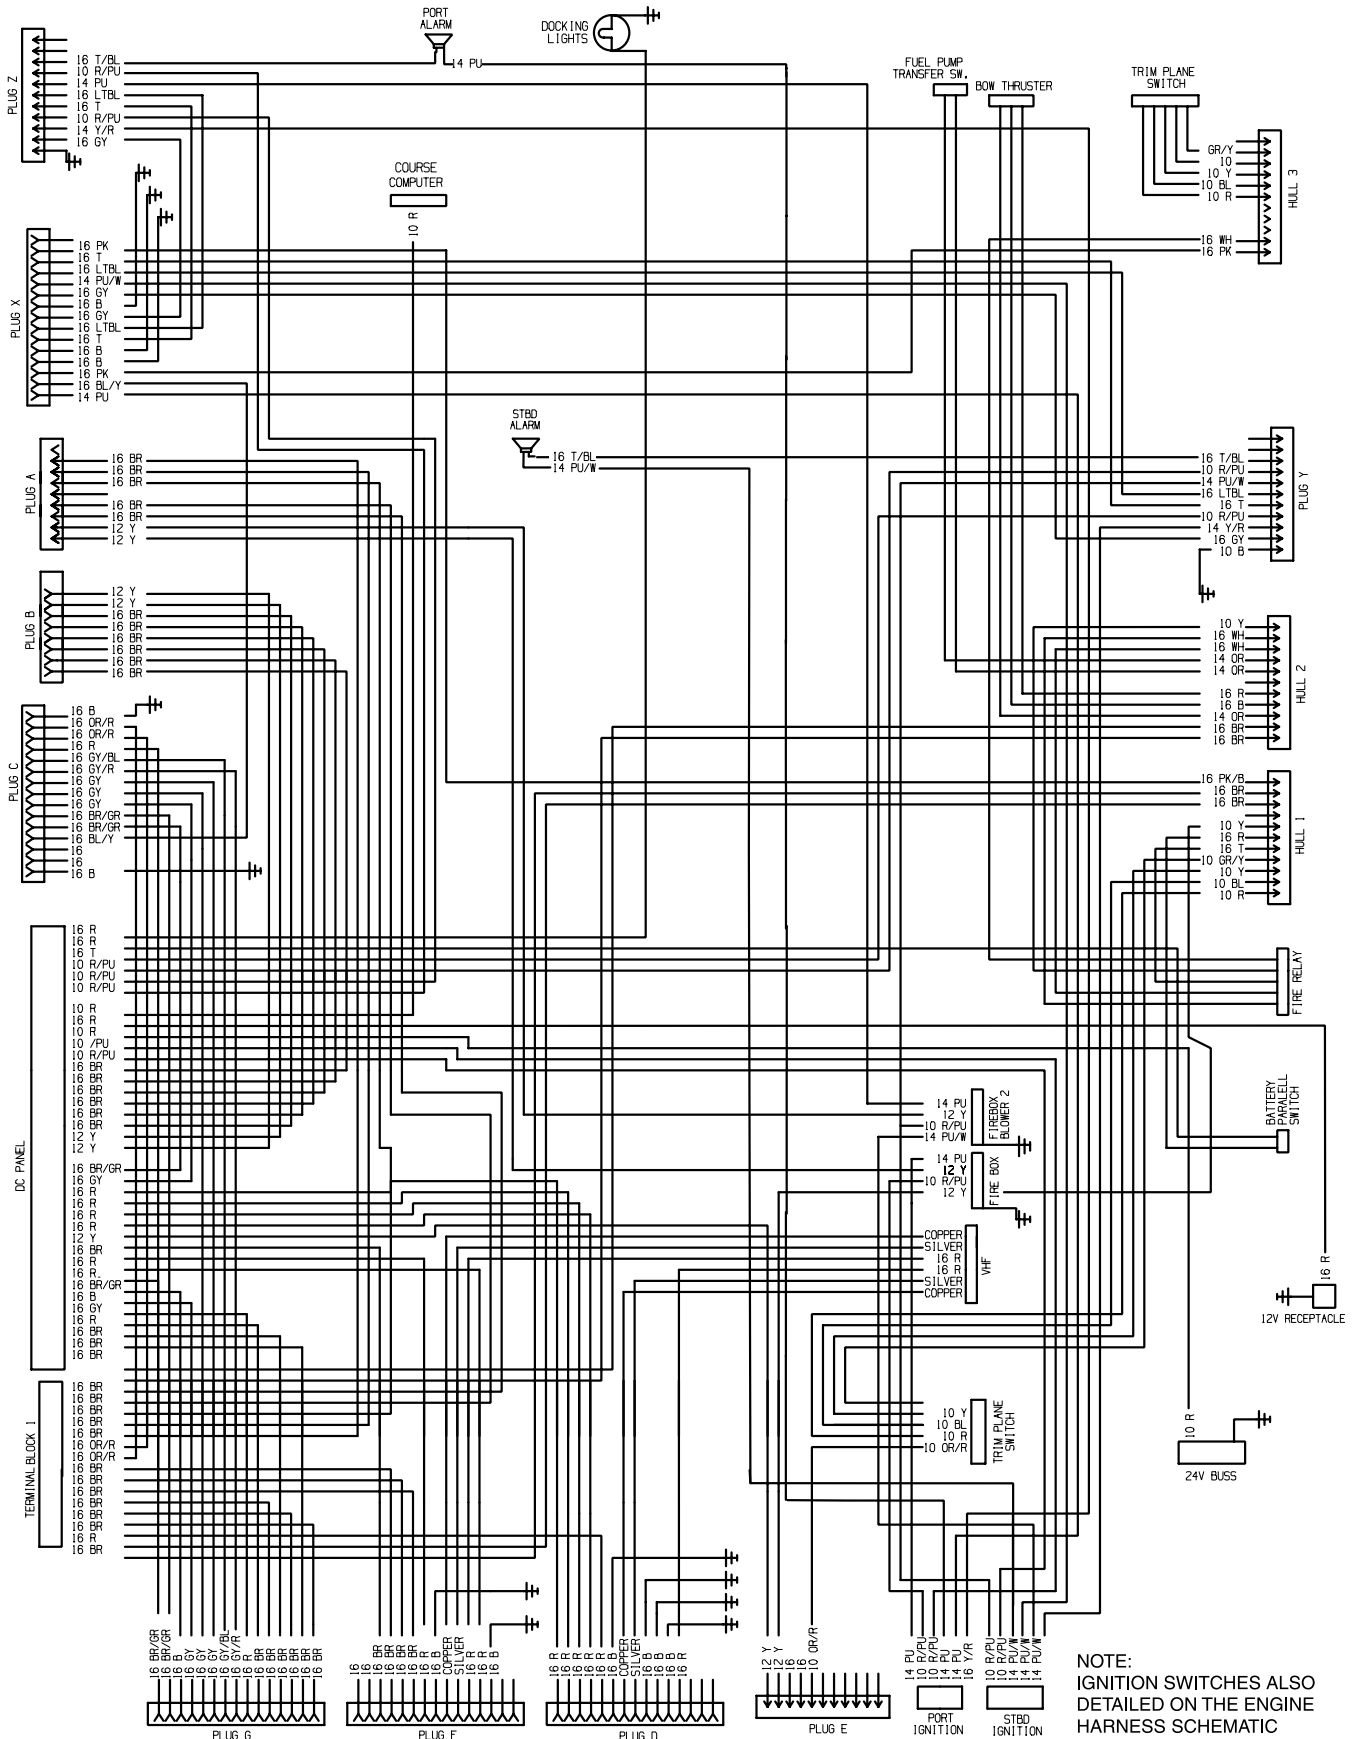 PORT
ALARM
14 PU
DOCKING
LIGHTS
FUEL PUMP
TRANSFER SW.
BOW THRUSTER
TRIM PLANE
SWITCH
PLUG Z
16 T/BL
10 R/PU
14 PU
16 LTBL
16 T
10 R/PU
14 Y/R
16 GY
COURSE
COMPUTER
10 R
HULL 3
GR/Y
10
10 Y
10 BL
10 R
16 WH
16 PK
PLUG X
16 PK
16 T
16 LTBL
14 PU/W
16 GY
16 B
16 GY
16 LTBL
16 T
16 B
16 B
16 PK
16 BL/Y
14 PU
STBD
ALARM
16 T/BL
14 PU/W
PLUG A
16 BR
16 BR
16 BR
16 BR
16 BR
12 Y
12 Y
PLUG Y
16 T/BL
10 R/PU
14 PU/W
16 LTBL
16 T
10 R/PU
14 Y/R
16 GY
10 B
PLUG B
12 Y
12 Y
16 BR
16 BR
16 BR
16 BR
16 BR
16 BR
HULL 2
10 Y
16 WH
16 WH
14 OR
14 OR
16 R
16 B
14 OR
16 BR
16 BR
PLUG C
16 B
16 OR/R
16 OR/R
16 R
16 GY/BL
16 GY/R
16 GY
16 GY
16 GY
16 BR/GR
16 BR/GR
16 BL/Y
16
16
16 B
HULL 1
16 PK/B
16 BR
16 BR
10 Y
16 R
16 T
10 GR/Y
10 Y
10 BL
10 R
DC PANEL
16 R
16 R
16 T
10 R/PU
10 R/PU
10 R/PU
10 R
16 R
10 R
10 /PU
10 R/PU
16 BR
16 BR
16 BR
16 BR
16 BR
16 BR
12 Y
12 Y
16 BR/GR
16 GY
16 R
16 R
16 R
16 R
12 Y
16 BR
16 R
16 R.
16 BR/GR
16 B
16 GY
16 R
16 BR
16 BR
16 BR
FIRE RELAY
BATTERY
PARALELL
SWITCH
14 PU
12 Y
10 R/PU
14 PU/W
FIREBOX
BLOWER 2
14 PU
12 Y
10 R/PU
12 Y
FIRE BOX
COPPER
SILVER
16 R
16 R
SILVER
COPPER
VHF
16 R
12V RECEPTACLE
TERMINAL BLOCK 1
16 BR
16 BR
16 BR
16 BR
16 BR
16 OR/R
16 OR/R
16 BR
16 BR
16 BR
16 BR
16 BR
16 BR
16 R
16 BR
10 Y
10 BL
10 R
10 OR/R
TRIM PLANE
SWITCH
10 R
24V BUSS
16 BR/GR
16 BR/GR
16 B
16 GY
16 GY
16 GY
16 GY/BL
16 GY/R
16 R
16 BR
16 BR
16 BR
16 BR
16 BR
16 BR
PLUG G
16
16
16 BR
16 BR
16 BR
16 BR
16 R
16 B
COPPER
SILVER
16 R
16 R
16 B
PLUG F
16 R
16 R
16 BR
16 R
16 R
16 B
COPPER
SILVER
16 B
16 B
16 B
16 R
PLUG D
12 Y
12 Y
16
16
10 OR/R
PLUG E
14 PU
10 R/PU
10 R/PU
14 PU
14 PU
16 Y/R
PORT
IGNITION
10 R/PU
10 R/PU
14 PU/W
14 PU/W
14 PU/W
STBD
IGNITION
NOTE:
IGNITION SWITCHES ALSO
DETAILED ON THE ENGINE
HARNESS SCHEMATIC